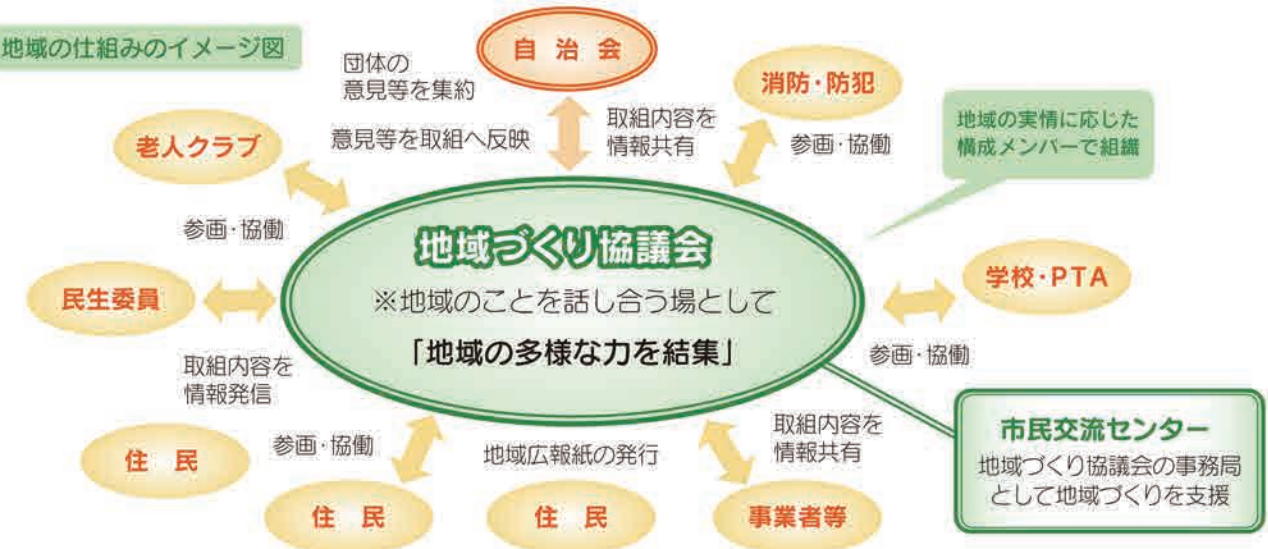 地域の仕組みのイメージ図
自治会
団体の
意見等を集約
意見等を取組へ反映
取組内容を
情報共有
消防・防犯
参画・協働
地域の実情に応じた
構成メンバーで組織
老人クラブ
参画・協働
地域づくり協議会
※地域のことを話し合う場として
「地域の多様な力を結集」
民生委員
学校・PTA
参画・協働
取組内容を
情報発信
住民
参画・協働
住民
地域広報紙の発行
住民
取組内容を
情報共有
事業者等
市民交流センター
地域づくり協議会の事務局
として地域づくりを支援